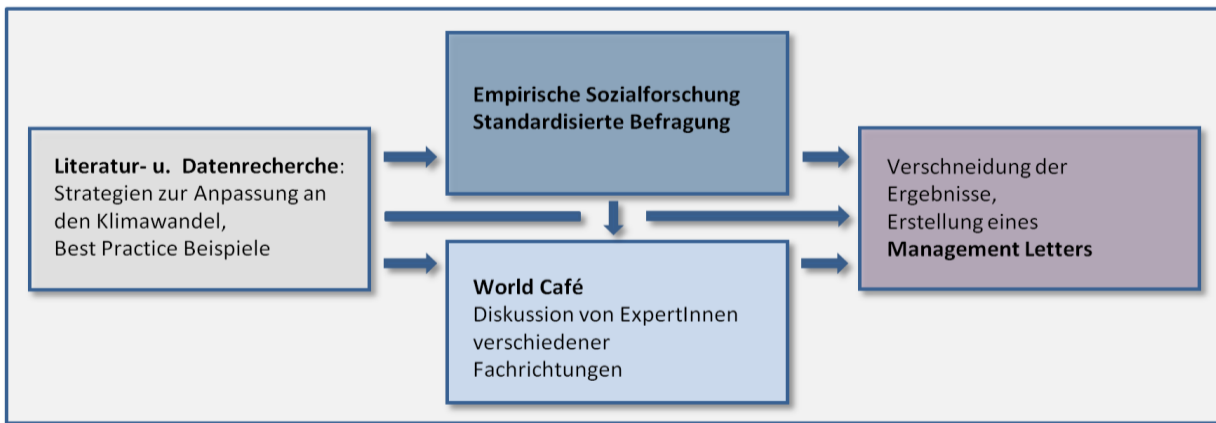 Literatur- u. Datenrecherche:
Strategien zur Anpassung an
den Klimawandel,
Best Practice Beispiele
Empirische Sozialforschung
Standardisierte Befragung
World Café
Diskussion von ExpertInnen
verschiedener
Fachrichtungen
Verschneidung der
Ergebnisse,
Erstellung eines
Management Letters